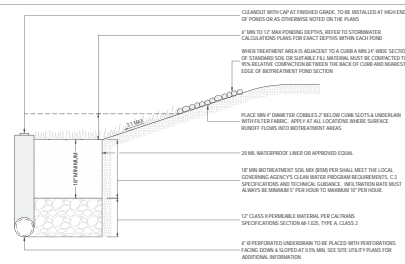 CLEANOUT WITH CAP AT FINISHED GRADE, TO BE INSTALLED AT HIGH END
OF PONDS OR AS OTHERWISE NOTED ON THE PLANS
6" MIN TO 12" MAX PONDING DEPTHS, REFER TO STORMWATER
CALCULATIONS PLANS FOR EXACT DEPTHS WITHIN EACH POND
WHEN TREATMENT AREA IS ADJACENT TO A CURB A MIN 24"-WIDE SECTIO
OF STANDARD SOIL OR SUITABLE FILL MATERIAL MUST BE COMPACTED T
95% RELATIVE COMPACTION BETWEEN THE BACK OF CURB AND NEAREST
EDGE OF BIOTREATMENT POND SECTION
2:1 MAX
PLACE MIN 4" DIAMETER COBBLES 2" BELOW CURB SLOTS & UNDERLAIN
WITH FILTER FABRIC. APPLY AT ALL LOCATIONS WHERE SURFACE
RUNOFF FLOWS INTO BIOTREATMENT AREAS
20 MIL WATERPROOF LINER OR APPROVED EQUAL
18" MINIMUM
18" MIN BIOTREATMENT SOIL MIX (BSM) PER SHALL MEET THE LOCAL
GOVERNING AGENCY'S CLEAN WATER PROGRAM REQUIREMENTS, C.3
SPECIFICATIONS AND TECHNICAL GUIDANCE. INFILTRATION RATE MUST
ALWAYS BE MINIMUM 5" PER HOUR TO MAXIMUM 10" PER HOUR.
12" CLASS II PERMEABLE MATERIAL PER CALTRANS
SPECIFICATIONS SECTION 68-1.025, TYPE A, CLASS 2
6" Ø PERFORATED UNDERDRAIN TO BE PLACED WITH PERFORATIONS
FACING DOWN & SLOPED AT 0.5% MIN, SEE SITE UTILITY PLANS FOR
ADDITIONAL INFORMATION